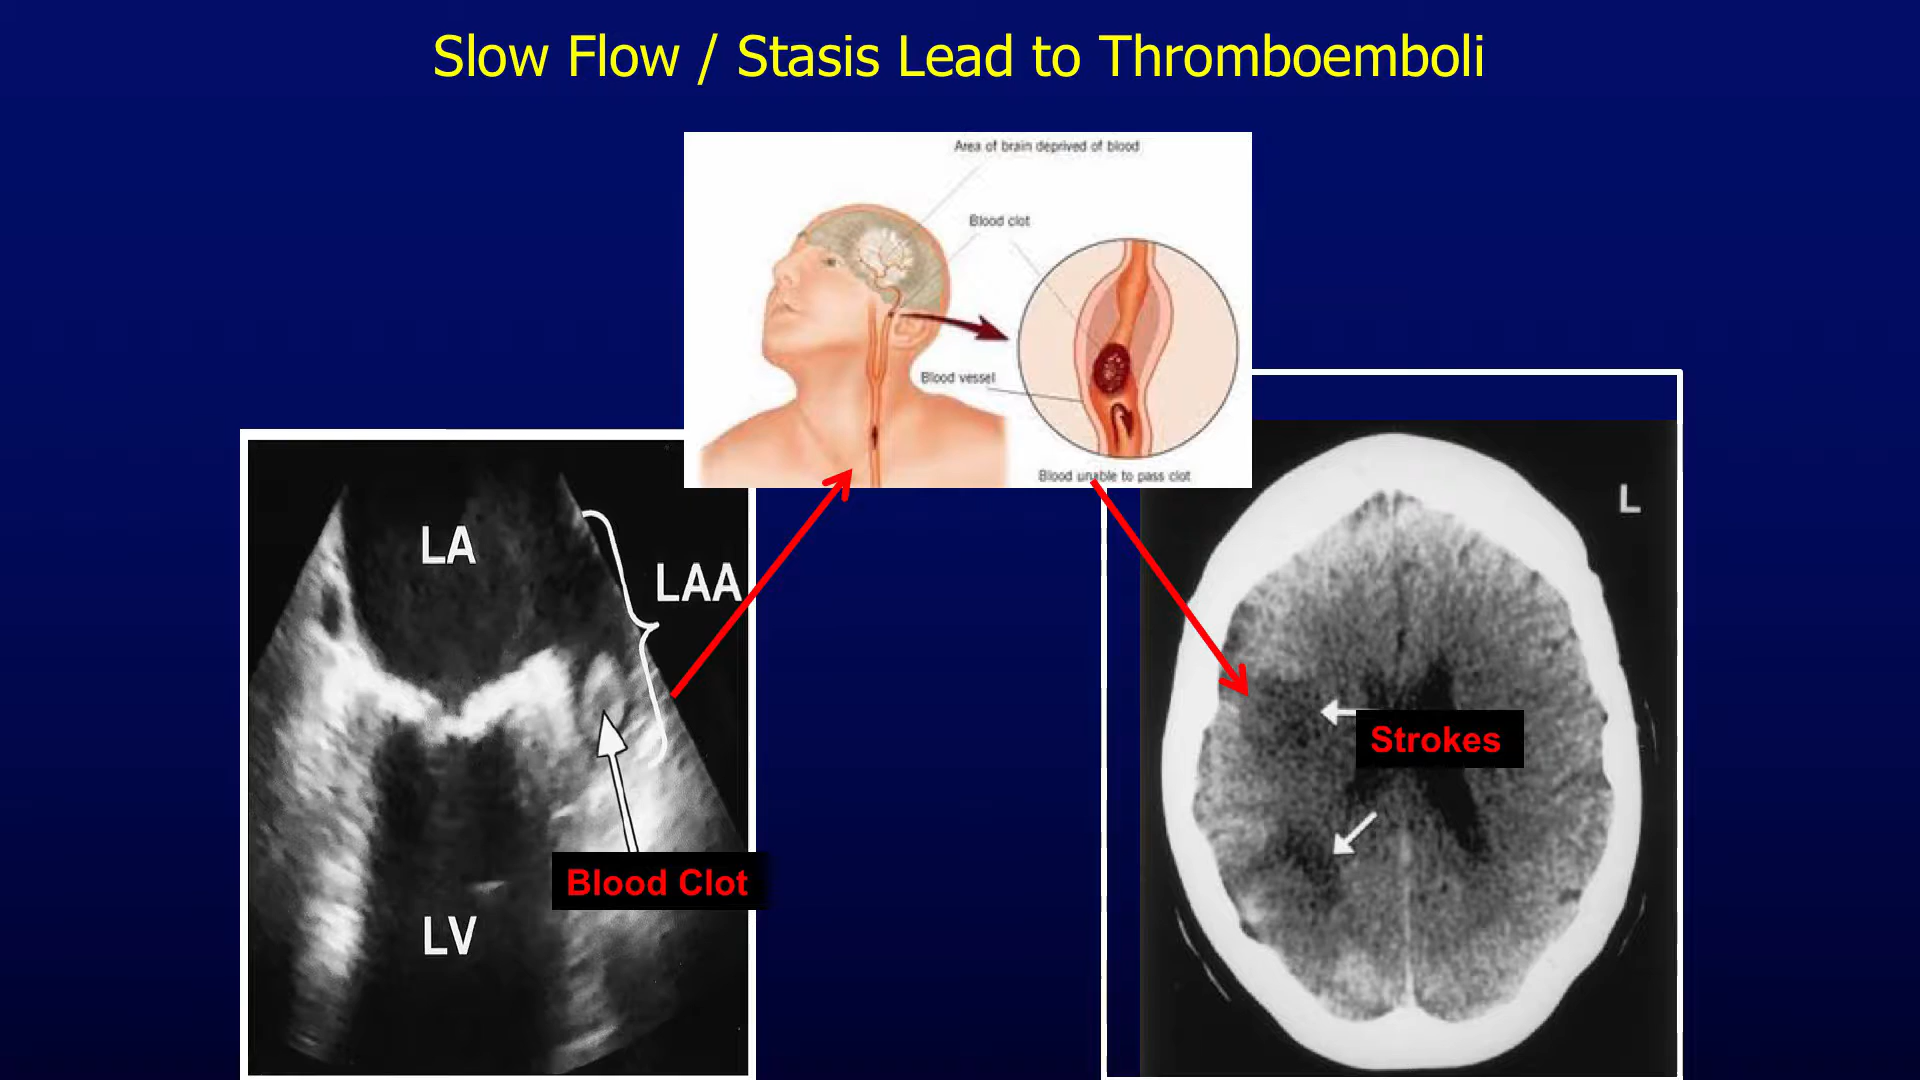 Slow Flow / Stasis Lead to Thromboemboli
Area of brain deprived of blood
Blood clot
Blood vessel
Blood unable to pass clot
LA
LAA
Blood Clot
LV
L
Strokes